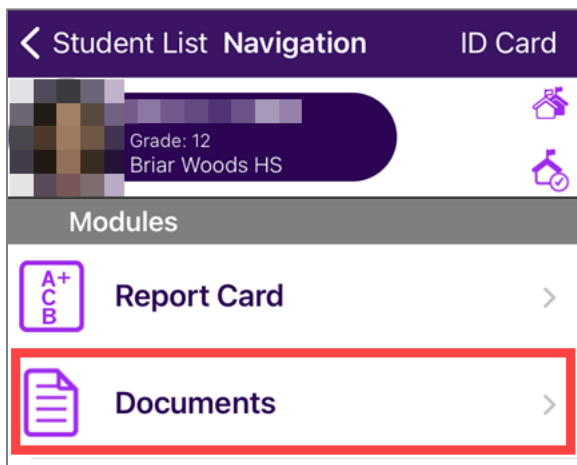 Student List Navigation ID Card
Grade: 12
Briar Woods HS
Modules
A+
C
B
Report Card
Documents